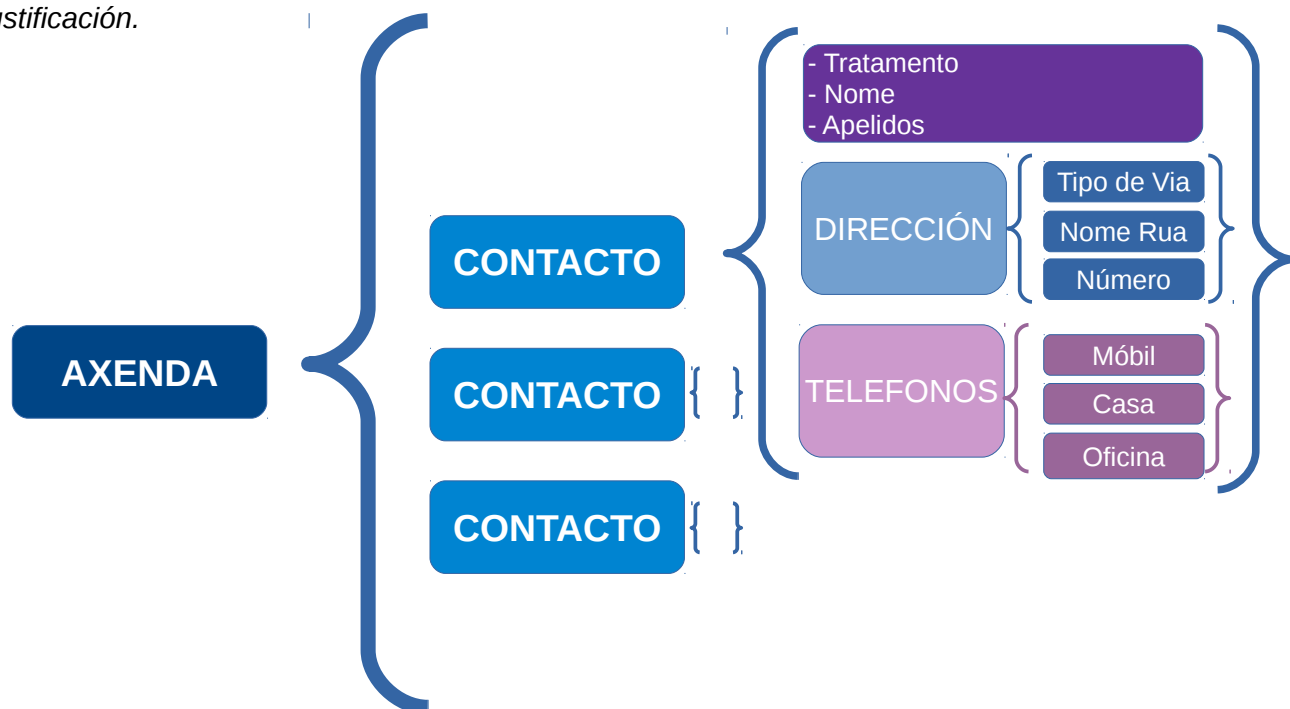 ustificación.
- Tratamento
- Nome
- Apelidos
DIRECCIÓN
Tipo de Via
Nome Rua
Número
CONTACTO
AXENDA
TELEFONOS
Móbil
Casa
Oficina
CONTACTO
CONTACTO